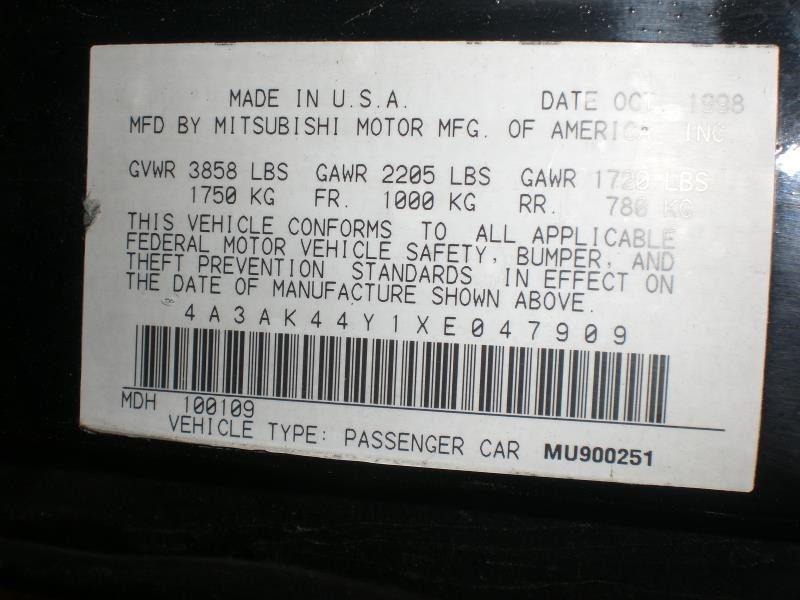 MADE IN U.S.A. DATE OCT. 1998
MFD BY MITSUBISHI MOTOR MFG. OF AMERICA, INC
GVWR 3858 LBS GAWR 2205 LBS GAWR 1720 LBS
1750 KG FR. 1000 KG RR. 780 KG
THIS VEHICLE CONFORMS TO ALL APPLICABLE
FEDERAL MOTOR VEHICLE SAFETY, BUMPER, AND
THEFT PREVENTION STANDARDS IN EFFECT ON
THE DATE OF MANUFACTURE SHOWN ABOVE.
4A3AK44Y1XE047909
MDH 100109
VEHICLE TYPE: PASSENGER CAR MU900251